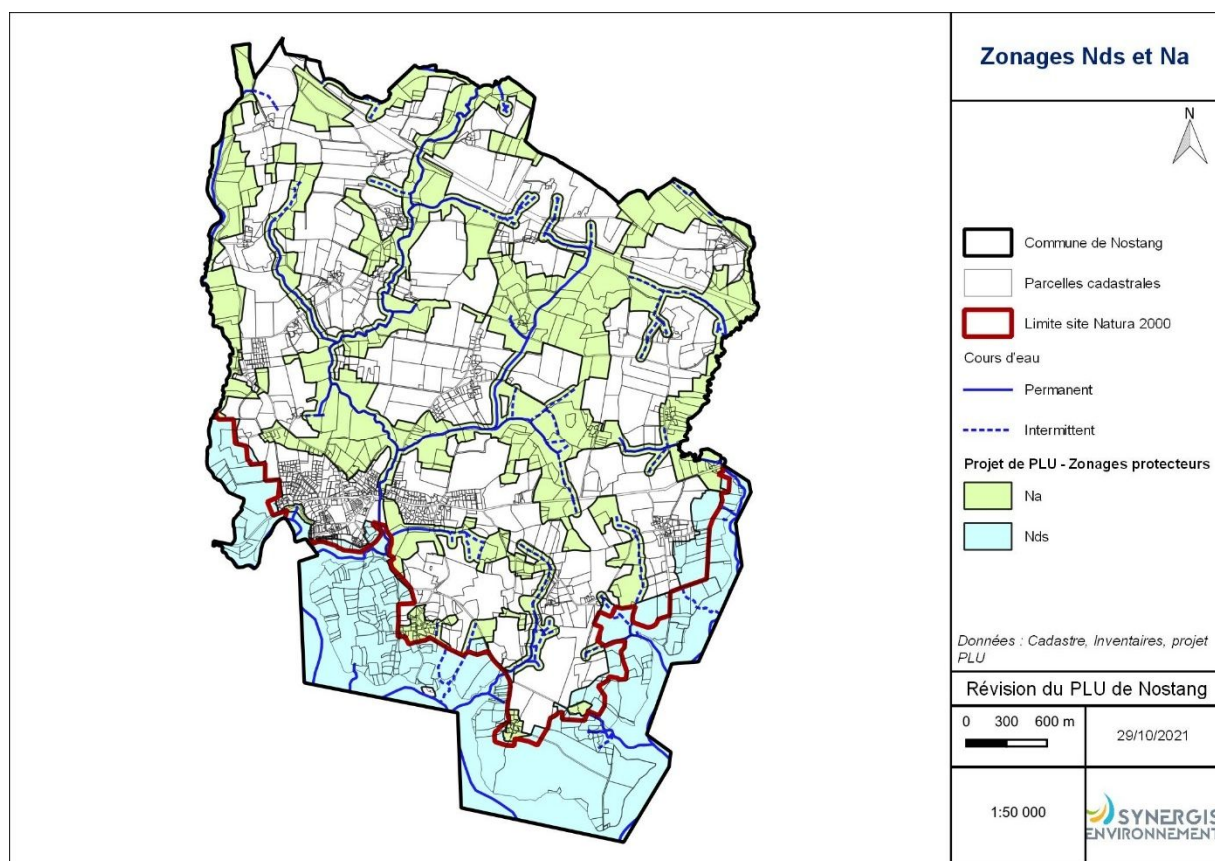 Zonages Nds et Na
N
Commune de Nostang
Parcelles cadastrales
Limite site Natura 2000
Cours d'eau
Permanent
Intermittent
Projet de PLU - Zonages protecteurs
Na
Nds
Données : Cadastre, Inventaires, projet
PLU
Révision du PLU de Nostang
0 300 600 m
29/10/2021
1:50 000
SYNERGIS
ENVIRONNEMENT